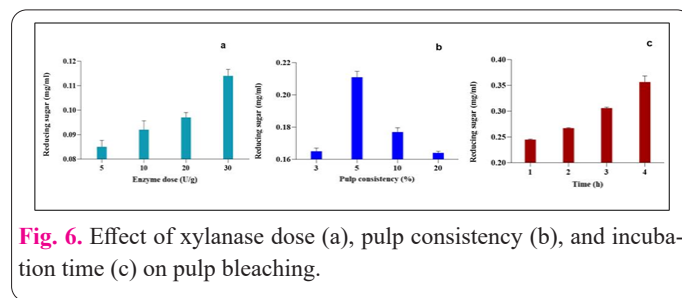 a
Reducing sugar (mg/ml)
0.12
0.11
0.10
0.09
0.08
5 10 20 30
Enzyme dose (U/g)
b
Reducing sugar (mg/ml)
0.22
0.20
0.18
0.16
3 5 10 20
Pulp consistency (%)
c
Reducing sugar (mg/ml)
0.40
0.35
0.30
0.25
0.20
1 2 3 4
Time (h)
Fig. 6. Effect of xylanase dose (a), pulp consistency (b), and incuba-
tion time (c) on pulp bleaching.